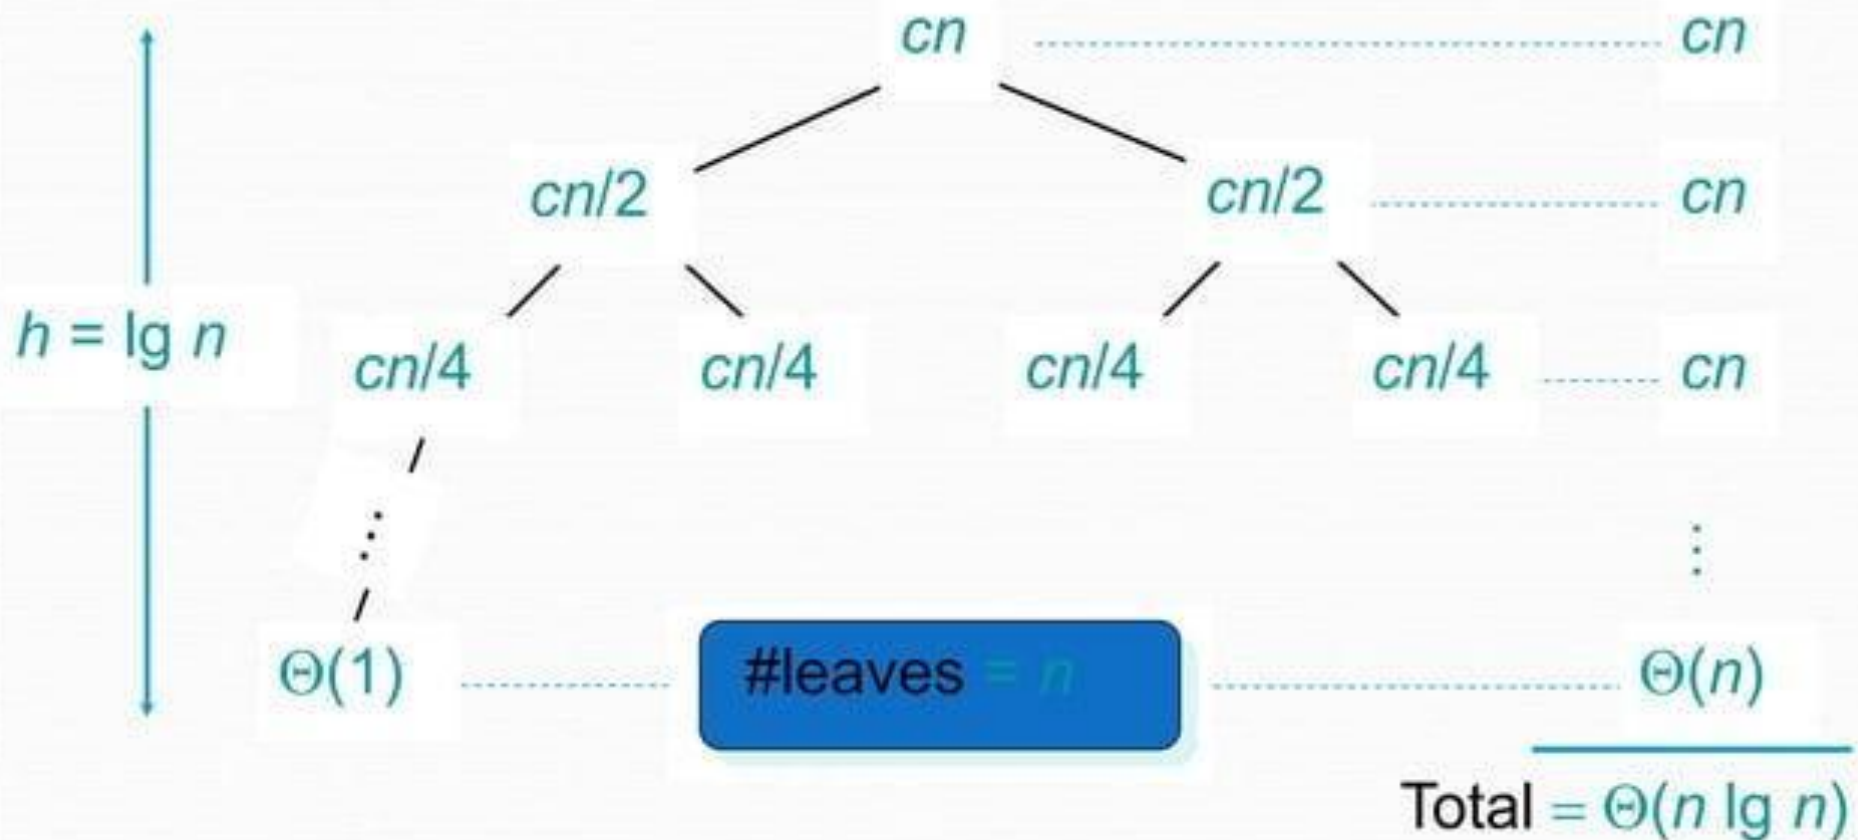 cn cn
cn/2 cn/2 cn
h = lg n
cn/4 cn/4 cn/4 cn/4 cn
Θ(1) #leaves = n Θ(n)
Total = Θ(n lg n)